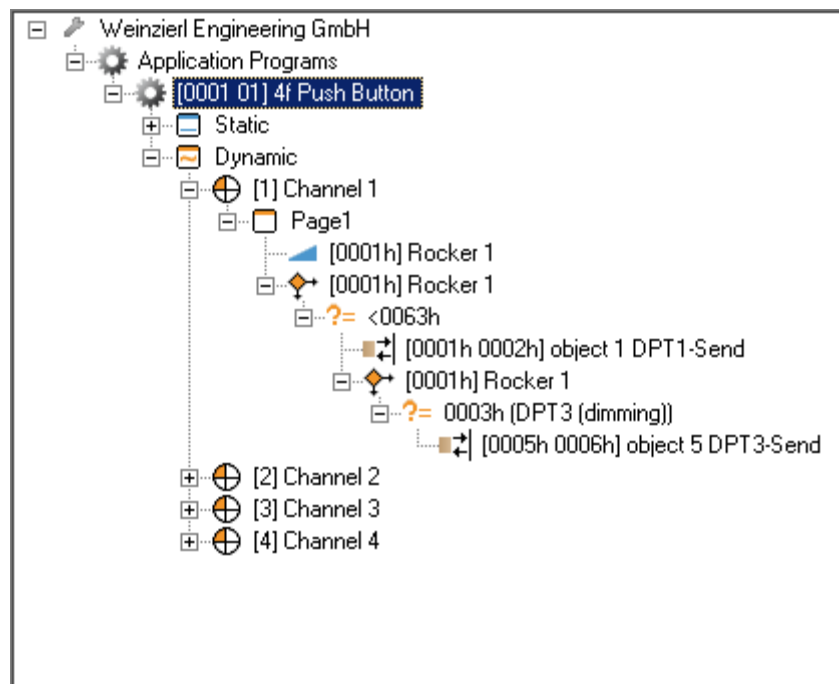 Weinzierl Engineering GmbH
Application Programs
[0001 01] 4f Push Button
Static
Dynamic
[1] Channel 1
Page1
[0001h] Rocker 1
[0001h] Rocker 1
?= <0063h
[0001h 0002h] object 1 DPT1-Send
[0001h] Rocker 1
?= 0003h (DPT3 (dimming))
[0005h 0006h] object 5 DPT3-Send
[2] Channel 2
[3] Channel 3
[4] Channel 4